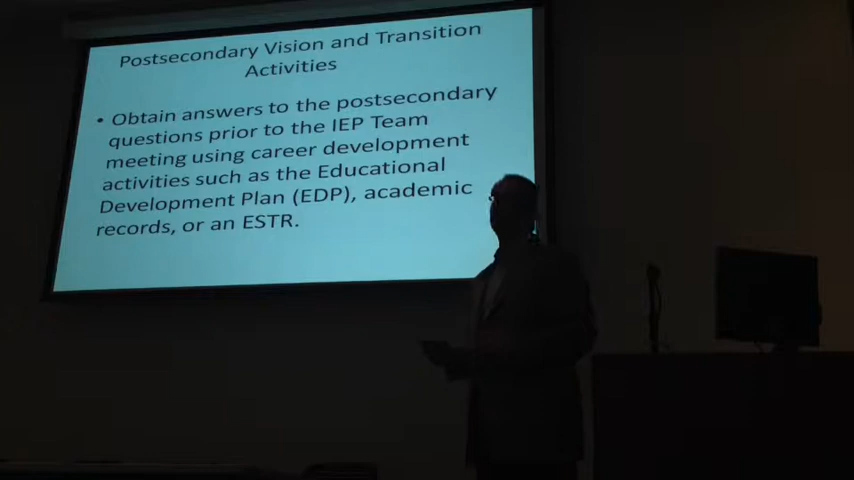 Postsecondary Vision and Transition
Activities
• Obtain answers to the postsecondary
questions prior to the IEP Team
meeting using career development
activities such as the Educational
Development Plan (EDP), academic
records, or an ESTR.